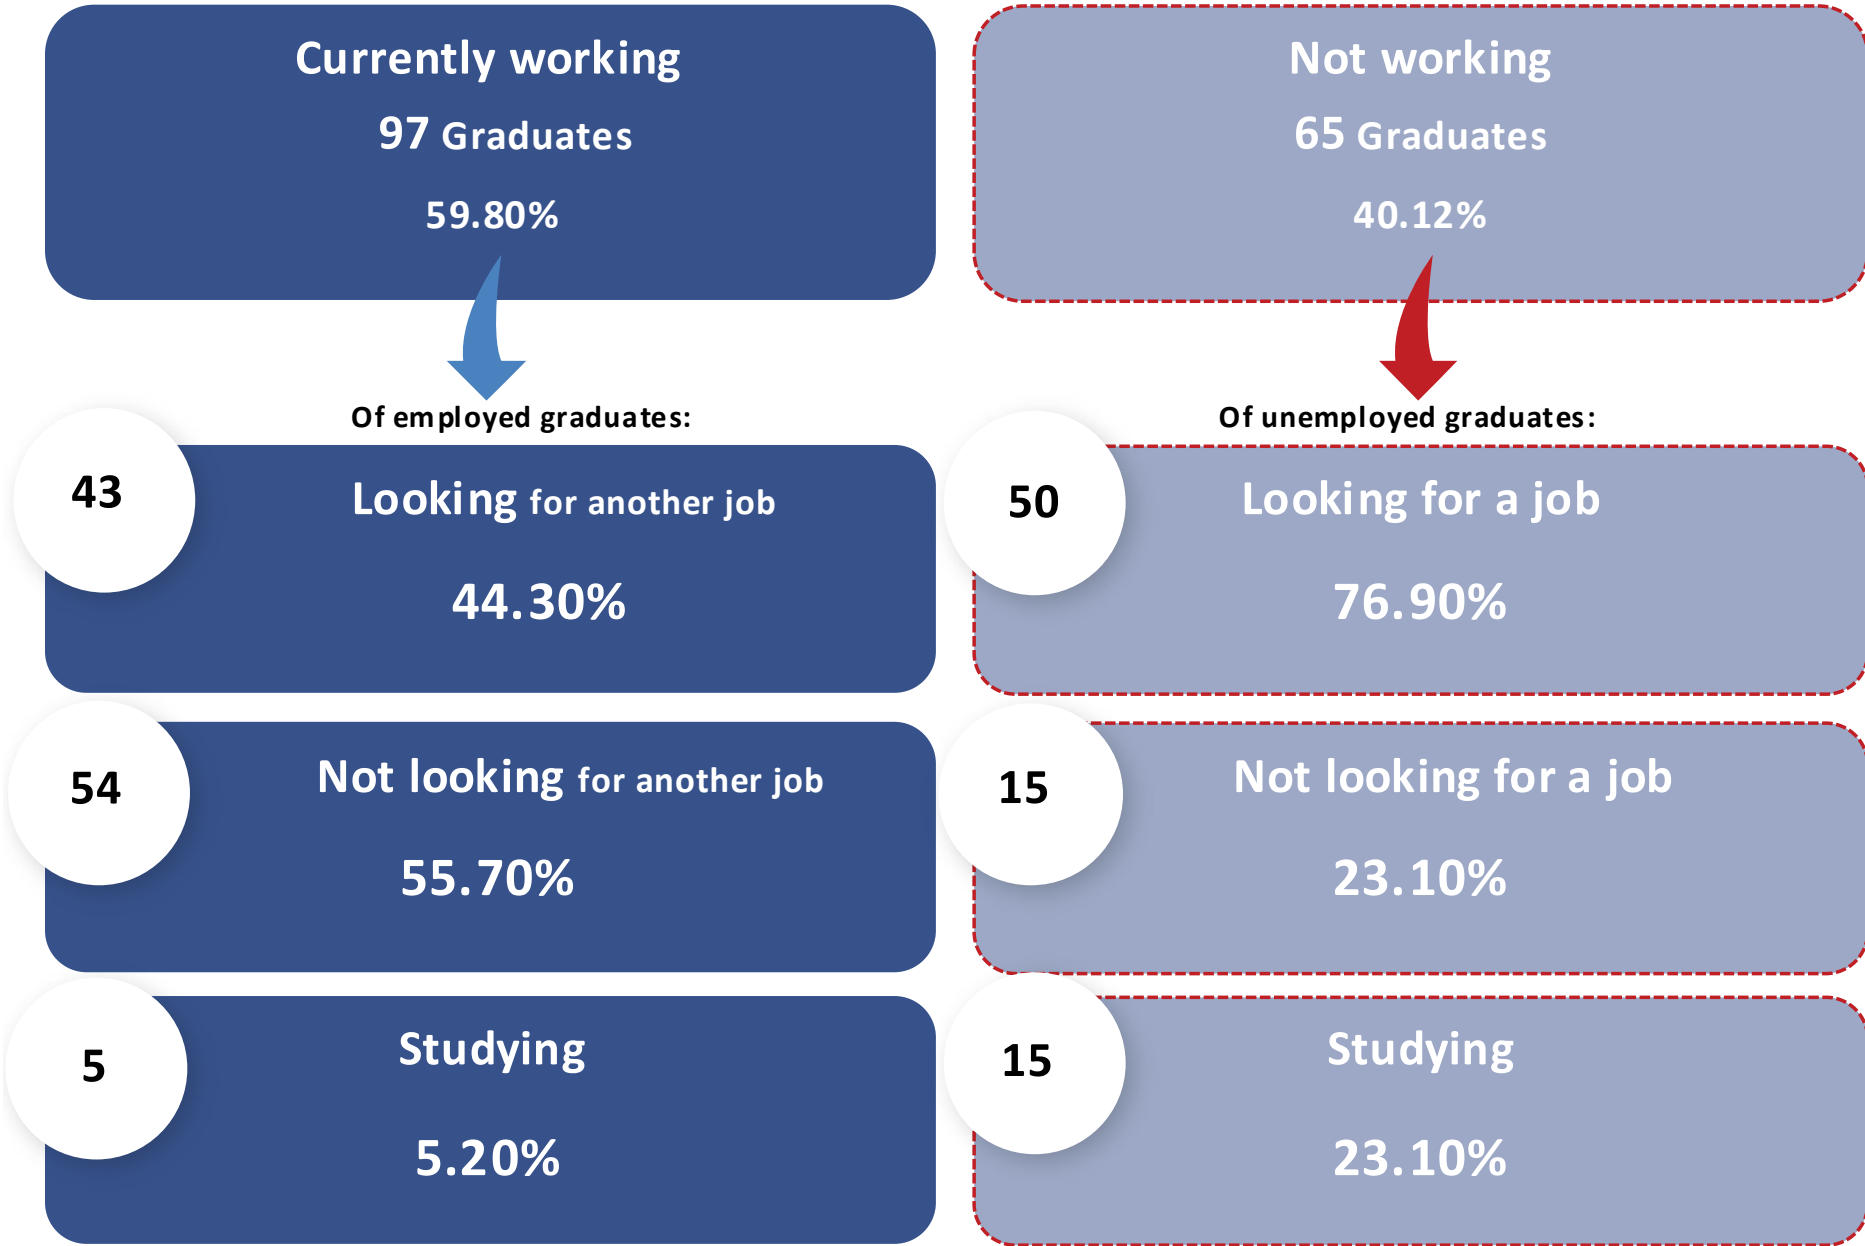 Currently working
97 Graduates
59.80%
Of employed graduates:
43
Looking for another job
44.30%
54
Not looking for another job
55.70%
5
Studying
5.20%
Not working
65 Graduates
40.12%
Of unemployed graduates:
50
Looking for a job
76.90%
15
Not looking for a job
23.10%
15
Studying
23.10%